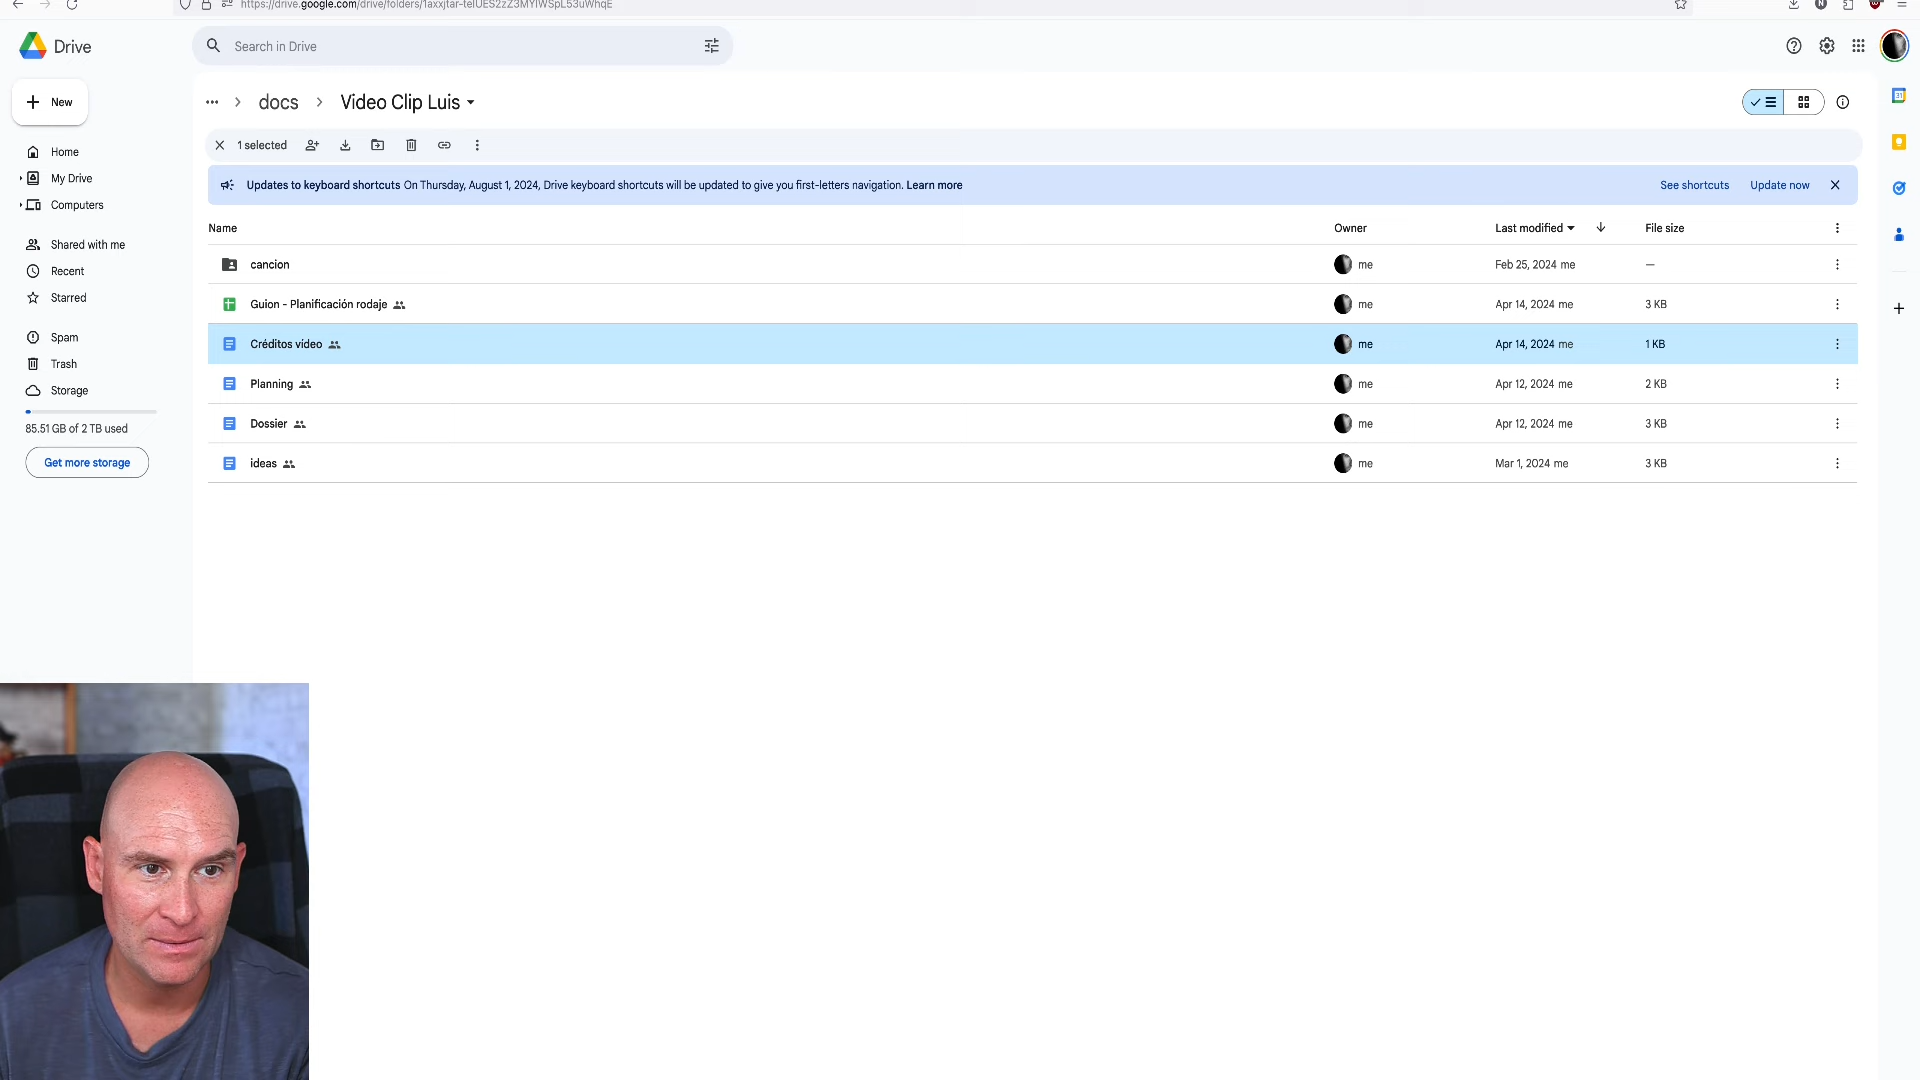 https://drive.google.com/drive/folders/1axxjtar-teIUES2zZ3MYIWSpL53uWhqE
Drive
Search in Drive
New
docs
Video Clip Luis
1 selected
Home
My Drive
Computers
Shared with me
Recent
Starred
Spam
Trash
Storage
85.51 GB of 2 TB used
Get more storage
Updates to keyboard shortcuts On Thursday, August 1, 2024, Drive keyboard shortcuts will be updated to give you first-letters navigation. Learn more
See shortcuts Update now
Name Owner Last modified File size
cancion me Feb 25, 2024 me —
Guion - Planificación rodaje me Apr 14, 2024 me 3 KB
Créditos vídeo me Apr 14, 2024 me 1 KB
Planning me Apr 12, 2024 me 2 KB
Dossier me Apr 12, 2024 me 3 KB
ideas me Mar 1, 2024 me 3 KB